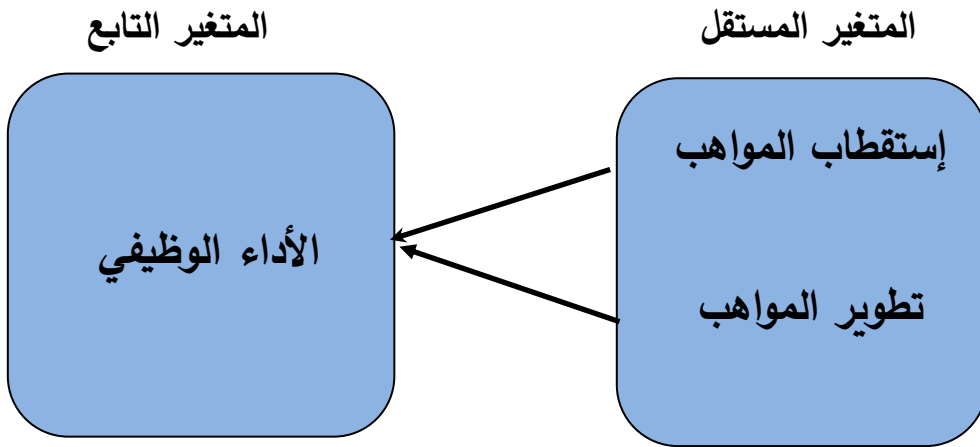 المتغير المستقل
المتغير التابع
إستقطاب المواهب
تطوير المواهب
الأداء الوظيفي